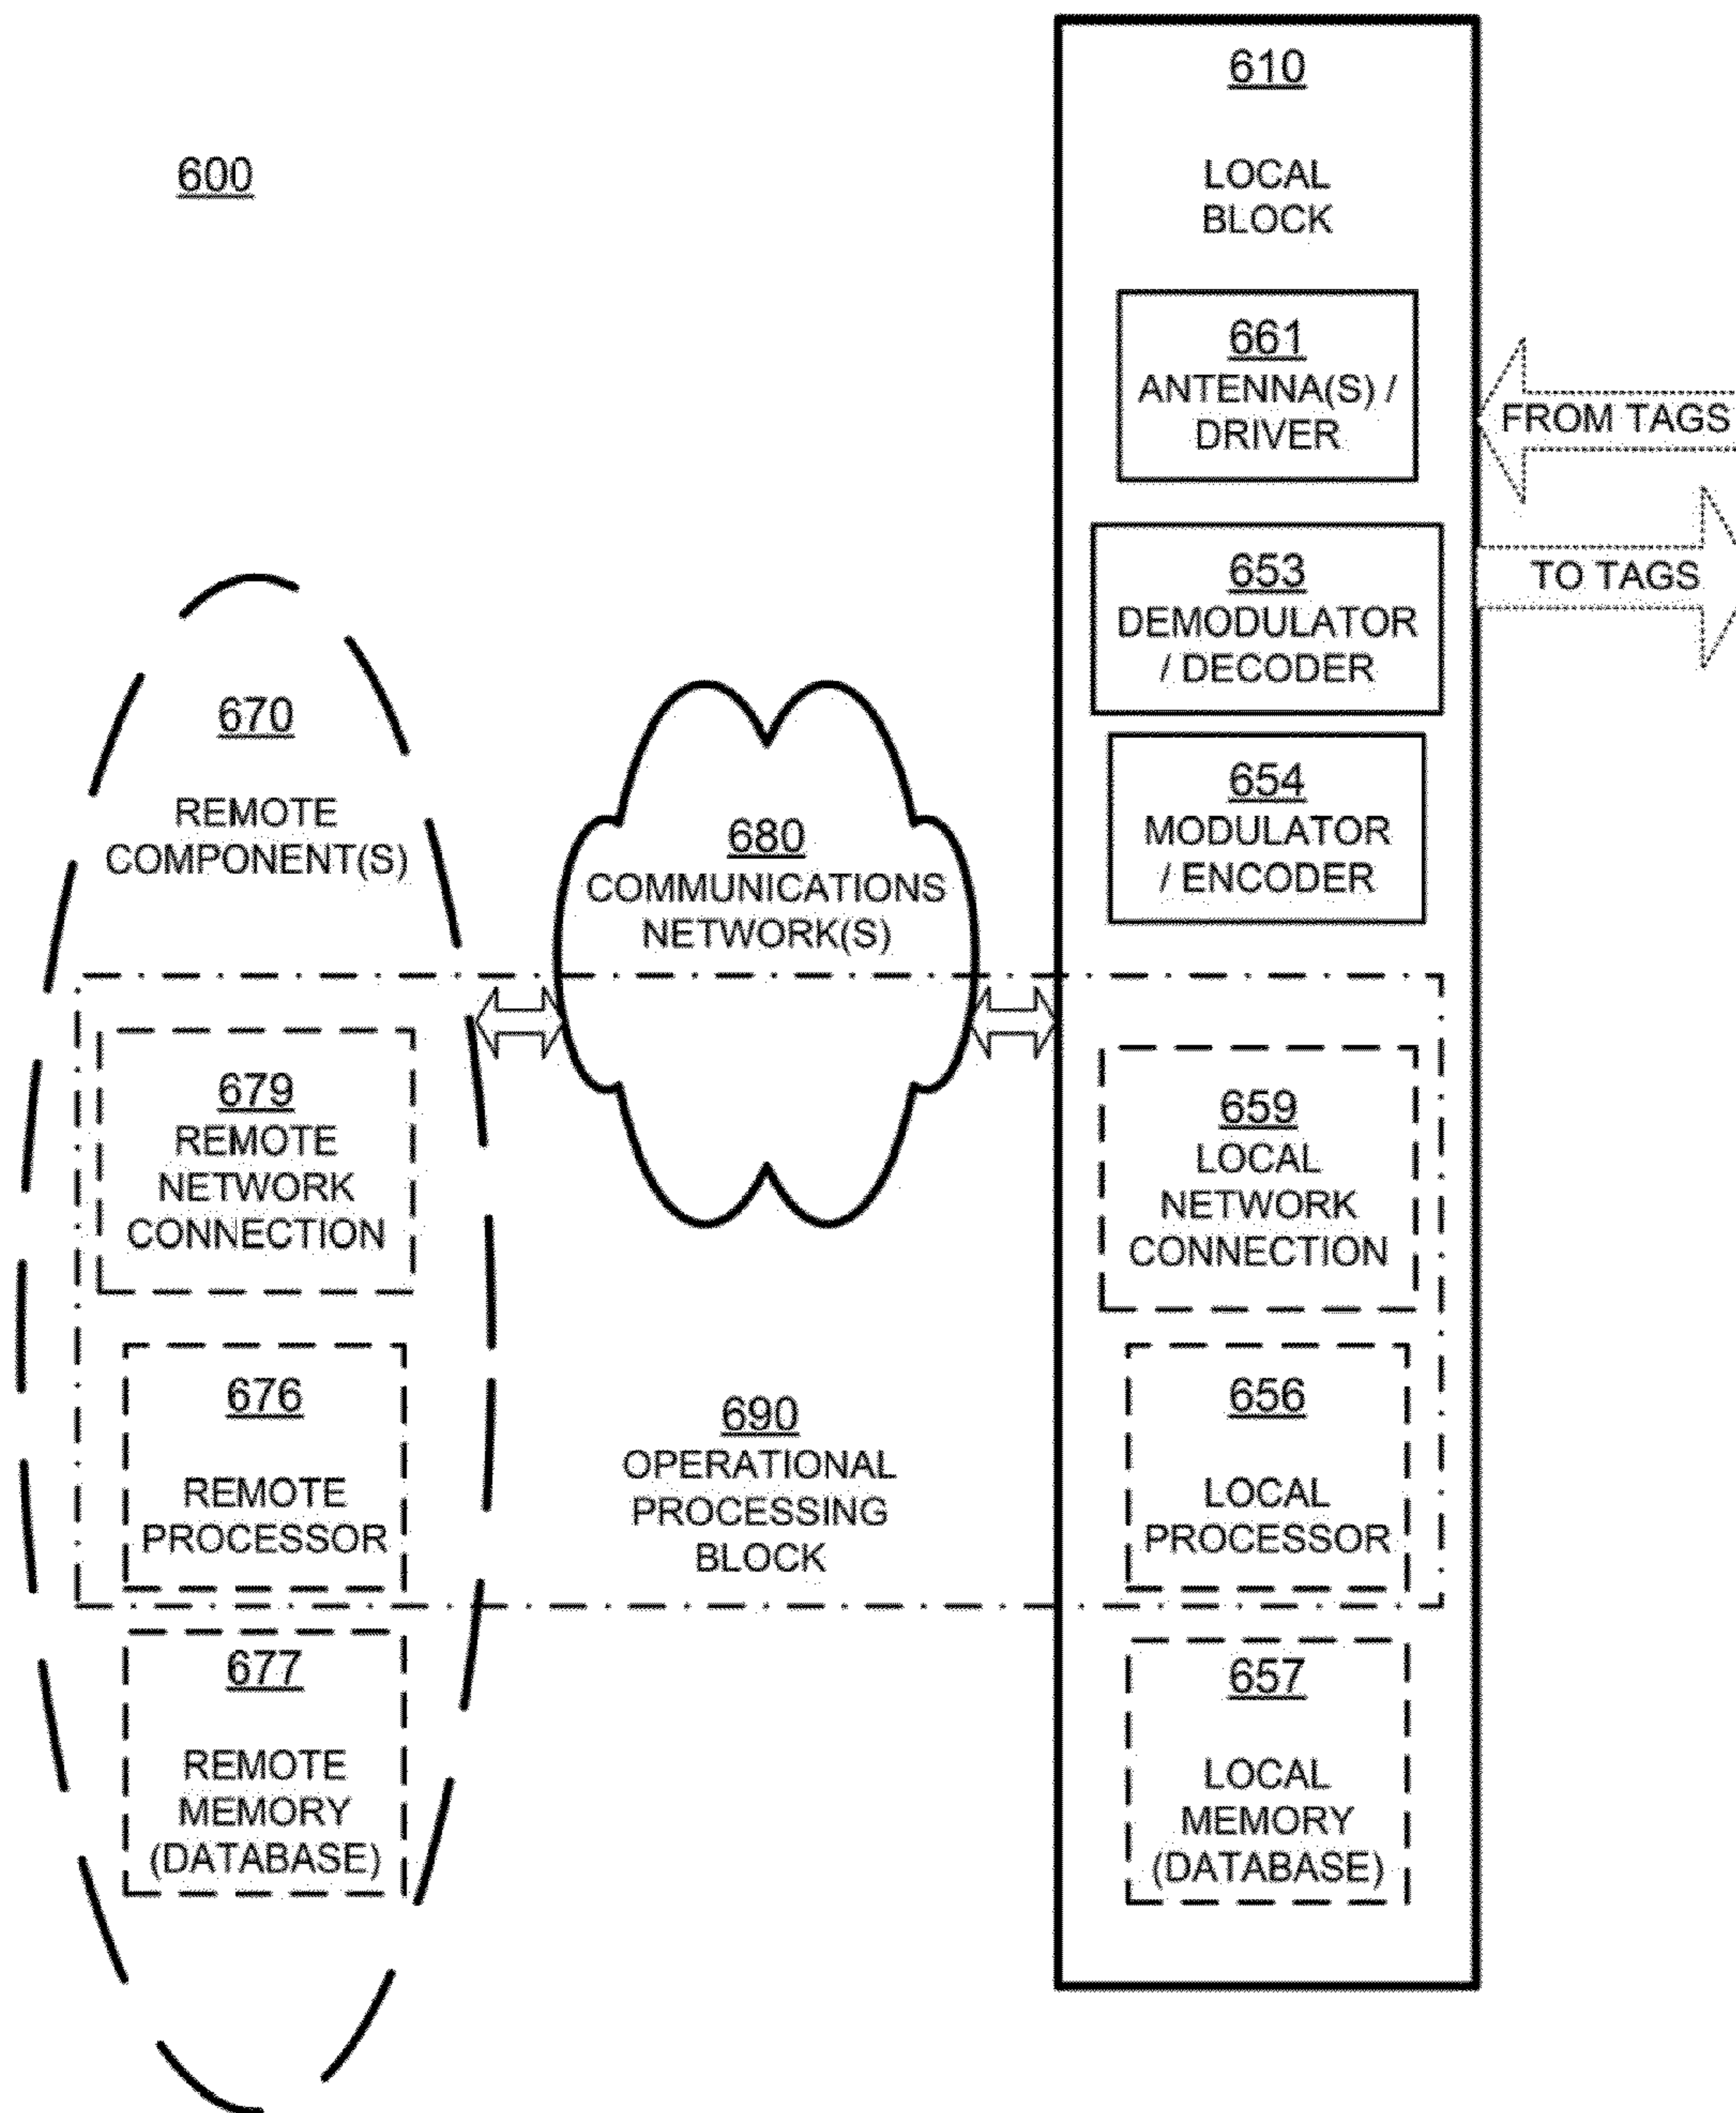 600
610
LOCAL
BLOCK
661
ANTENNA(S) /
DRIVER
FROM TAGS
653
DEMODULATOR
/ DECODER
TO TAGS
654
MODULATOR
/ ENCODER
670
REMOTE
COMPONENT(S)
680
COMMUNICATIONS
NETWORK(S)
679
REMOTE
NETWORK
CONNECTION
659
LOCAL
NETWORK
CONNECTION
676
REMOTE
PROCESSOR
690
OPERATIONAL
PROCESSING
BLOCK
656
LOCAL
PROCESSOR
677
REMOTE
MEMORY
(DATABASE)
657
LOCAL
MEMORY
(DATABASE)